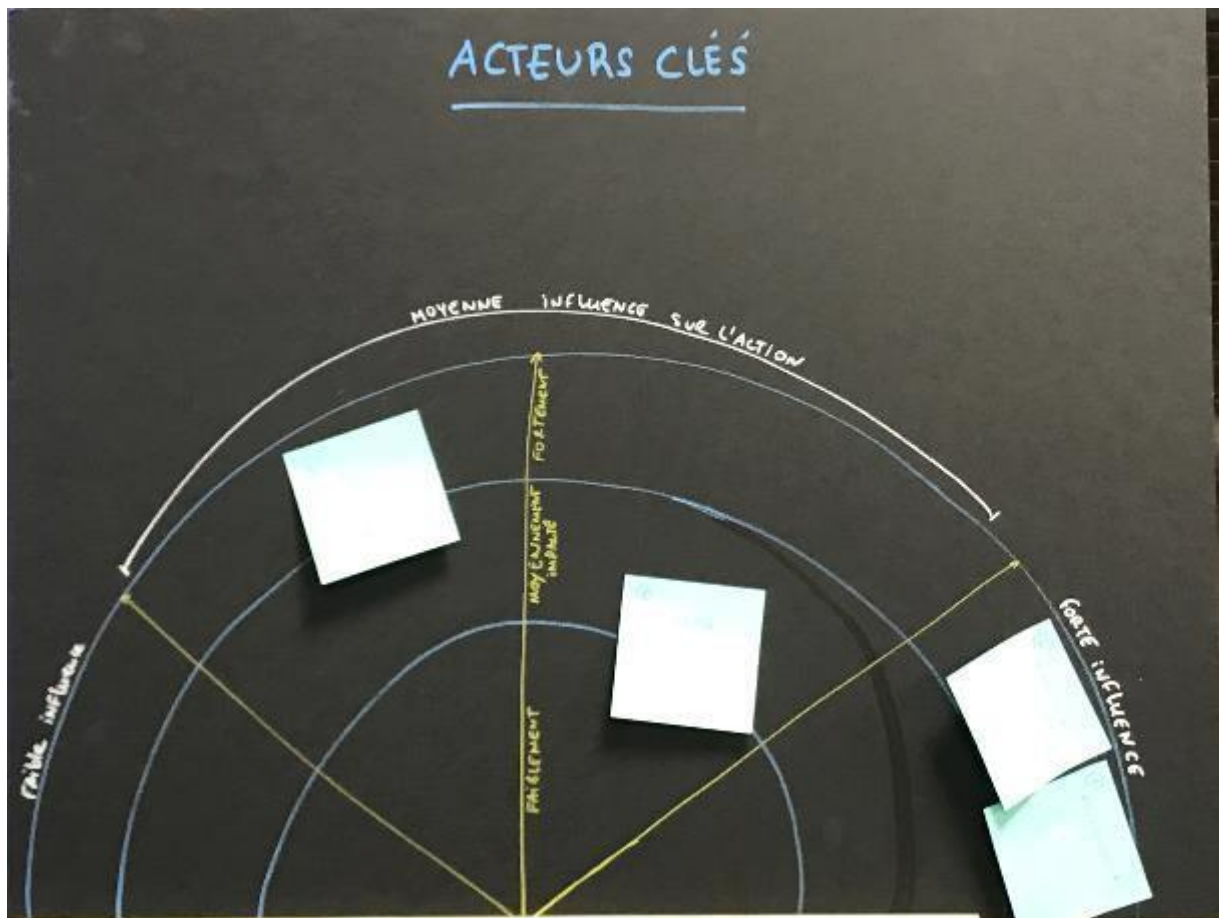 ACTEURS CLÉS
MOYENNE INFLUENCE SUR L'ACTION
FORTEMENT
MOYENNEMENT
IMPACTÉ
FAIBLEMENT
FAIBLE INFLUENCE
FORTE INFLUENCE